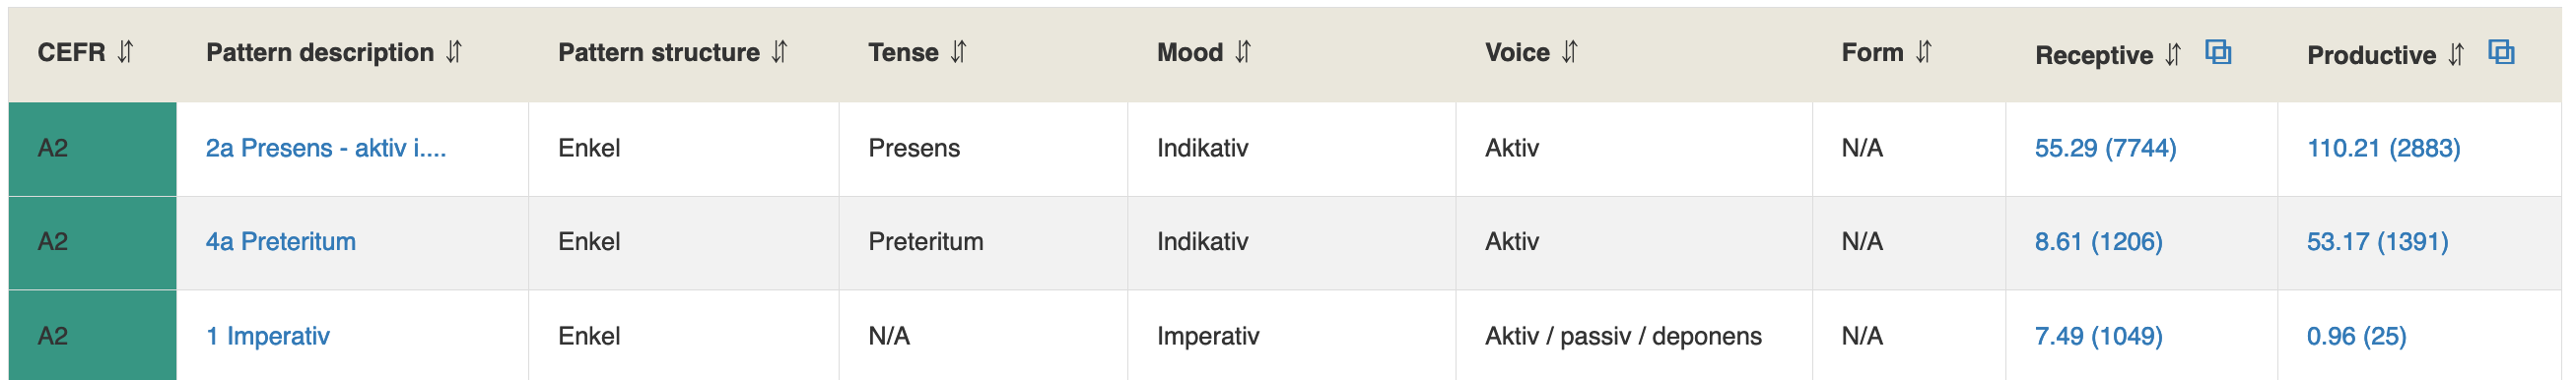 CEFR Pattern description Pattern structure Tense Mood Voice Form Receptive Productive
A2 2a Presens - aktiv i.... Enkel Presens Indikativ Aktiv N/A 55.29 (7744) 110.21 (2883)
A2 4a Preteritum Enkel Preteritum Indikativ Aktiv N/A 8.61 (1206) 53.17 (1391)
A2 1 Imperativ Enkel N/A Imperativ Aktiv / passiv / deponens N/A 7.49 (1049) 0.96 (25)